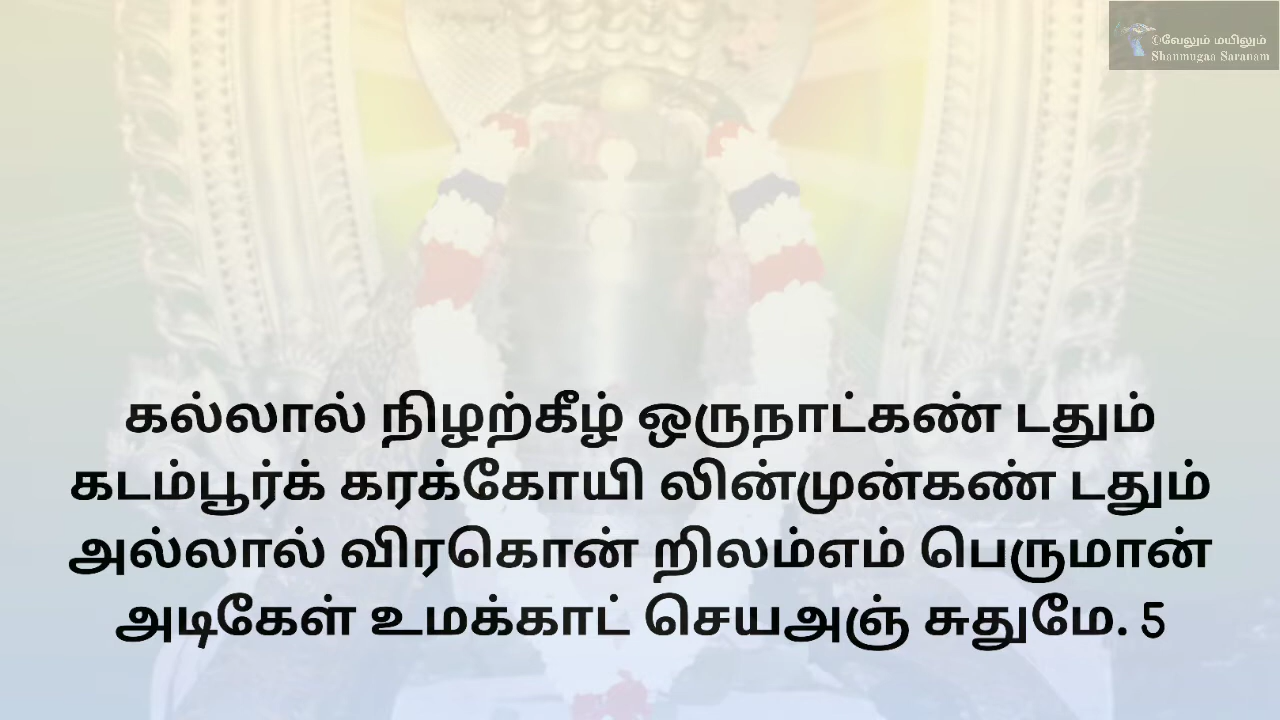 ©வேலும் மயிலும்
Shanmugaa Saranam
கல்லால் நிழற்கீழ் ஒருநாட்கண் டதும்
கடம்பூர்க் கரக்கோயி லின்முன்கண் டதும்
அல்லால் விரகொன் றிலம்எம் பெருமான்
அடிகேள் உமக்காட் செயஅஞ் சுதுமே. 5